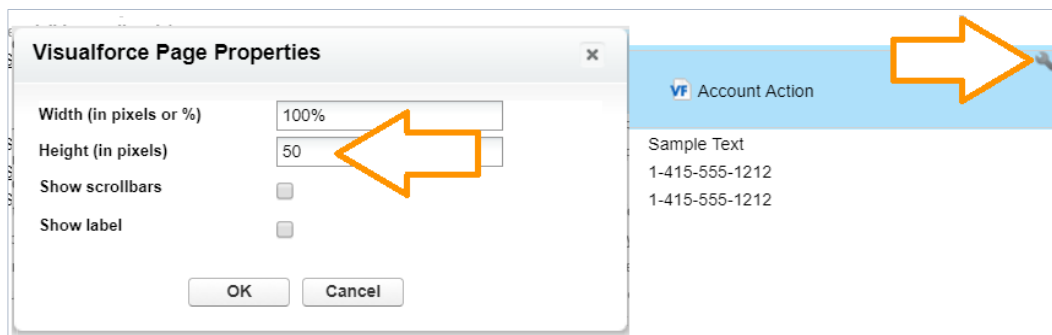 Visualforce Page Properties
Width (in pixels or %)
100%
Height (in pixels)
50
Show scrollbars
Show label
OK
Cancel
VF Account Action
Sample Text
1-415-555-1212
1-415-555-1212